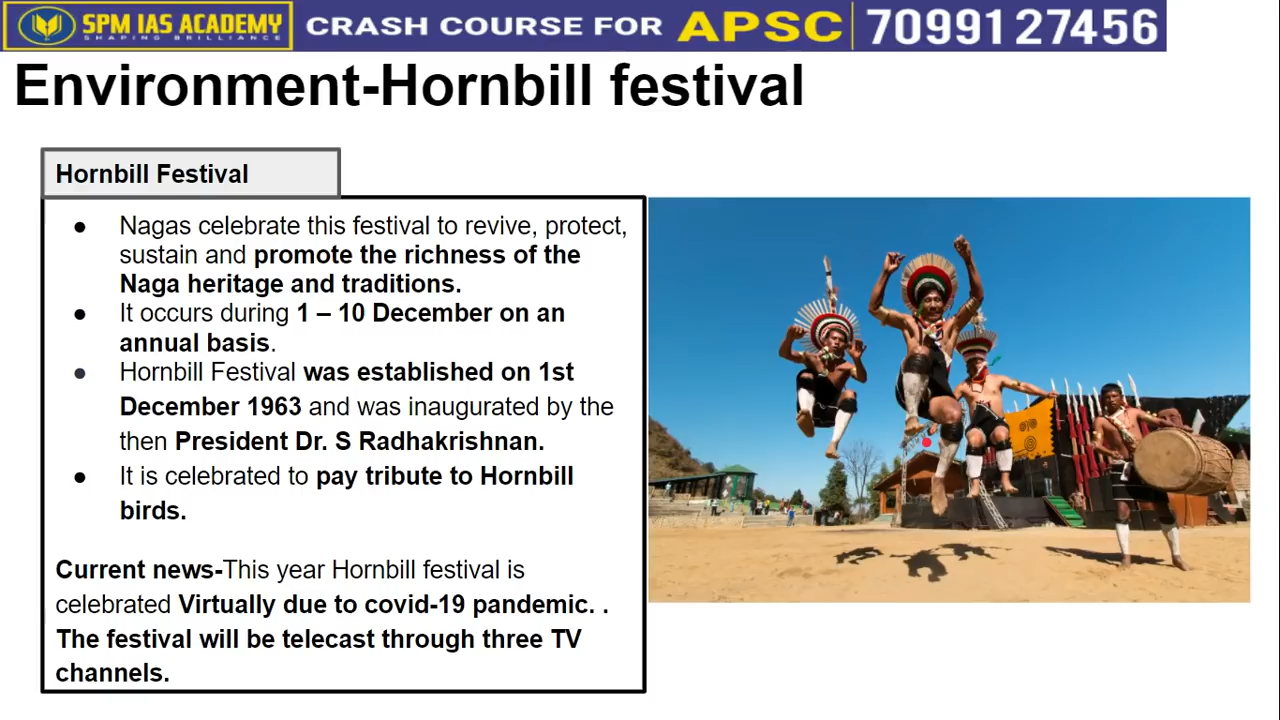 SPM IAS ACADEMY
SHAPING BRILLIANCE
CRASH COURSE FOR APSC 70991 27456
Environment-Hornbill festival
Hornbill Festival
● Nagas celebrate this festival to revive, protect,
sustain and promote the richness of the
Naga heritage and traditions.
● It occurs during 1 – 10 December on an
annual basis.
● Hornbill Festival was established on 1st
December 1963 and was inaugurated by the
then President Dr. S Radhakrishnan.
● It is celebrated to pay tribute to Hornbill
birds.
Current news-This year Hornbill festival is
celebrated Virtually due to covid-19 pandemic. .
The festival will be telecast through three TV
channels.